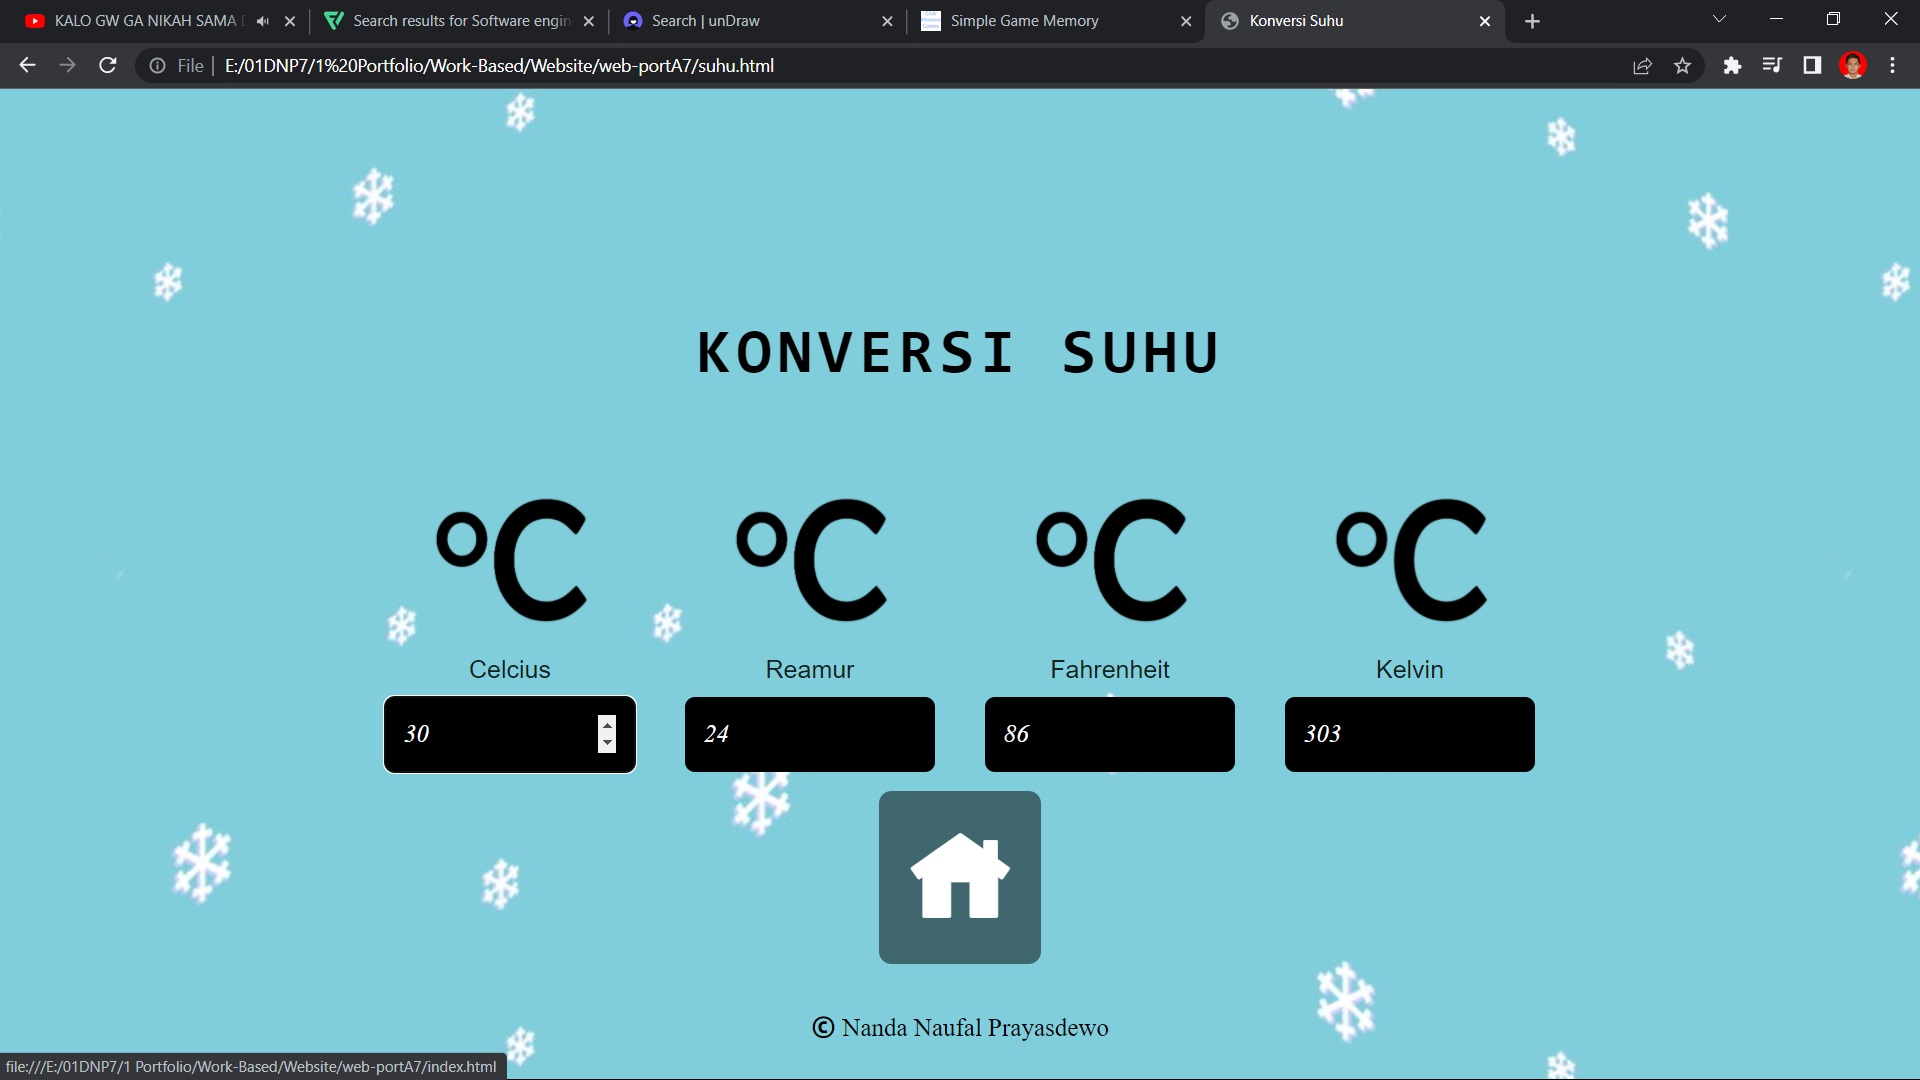 KALO GW GA NIKAH SAMA D
Search results for Software engin
Search | unDraw
Simple Game Memory
Konversi Suhu
File
E:/01DNP7/1%20Portfolio/Work-Based/Website/web-portA7/suhu.html
KONVERSI SUHU
°C °C °C °C
Celcius Reamur Fahrenheit Kelvin
30 24 86 303
© Nanda Naufal Prayasdewo
file:///E:/01DNP7/1 Portfolio/Work-Based/Website/web-portA7/index.html